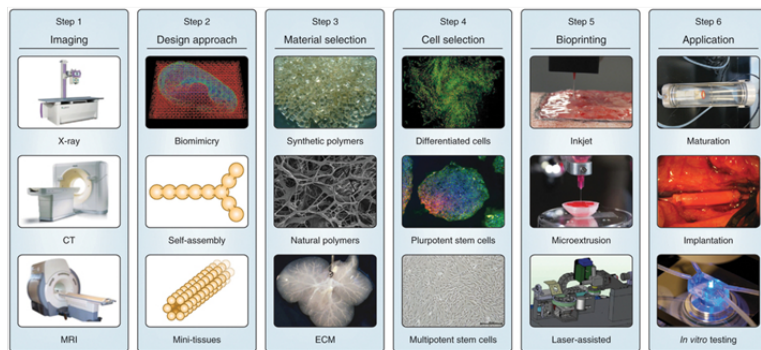 Step 1
Imaging
X-ray
CT
MRI
Step 2
Design approach
Biomimicry
Self-assembly
Mini-tissues
Step 3
Material selection
Synthetic polymers
Natural polymers
ECM
Step 4
Cell selection
Differentiated cells
Plurpotent stem cells
Multipotent stem cells
Step 5
Bioprinting
Inkjet
Microextrusion
Laser-assisted
Step 6
Application
Maturation
Implantation
In vitro testing